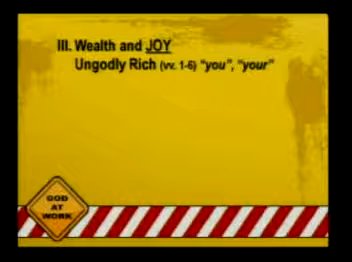 III. Wealth and JOY
Ungodly Rich (vv. 1-6) "you", "your"
GOD
AT
WORK